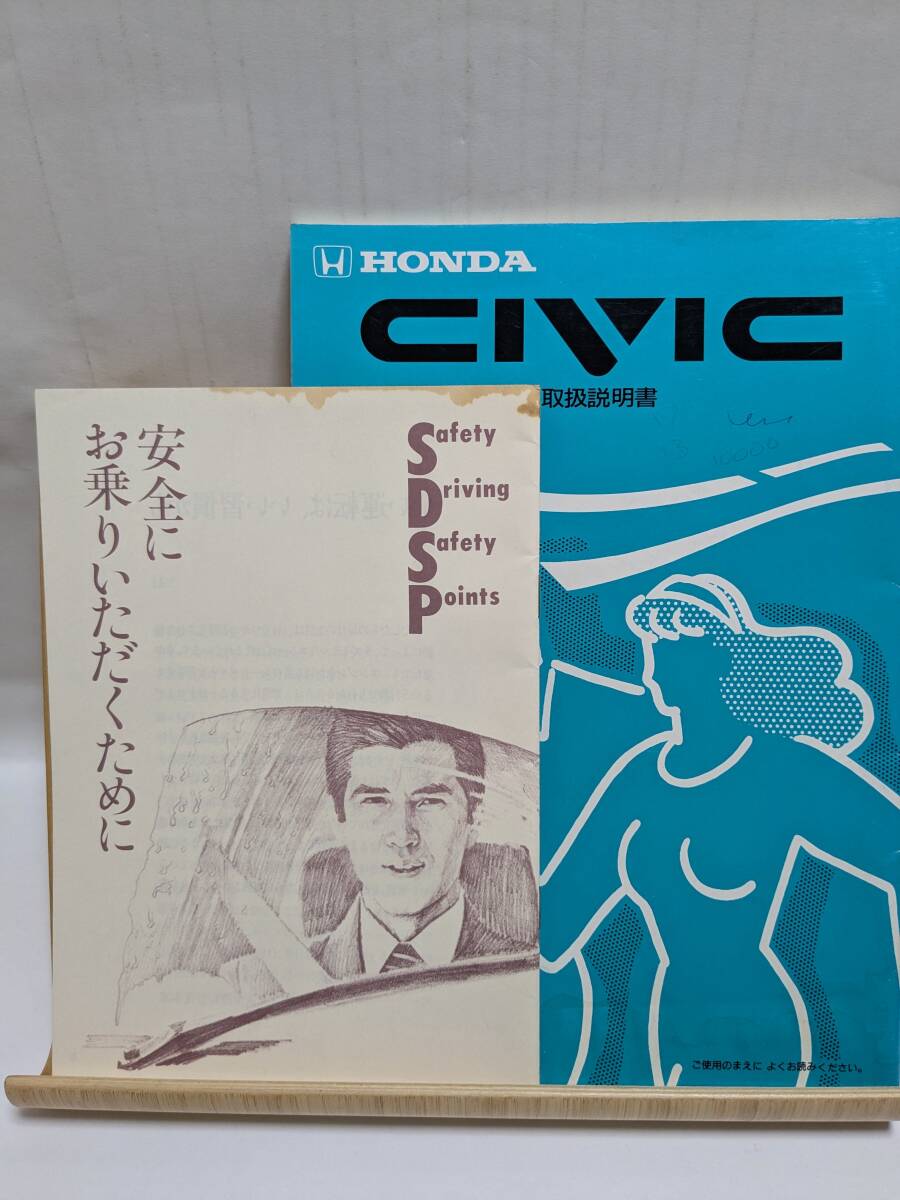 HONDA
CIVIC
取扱説明書
10000
安全に
お乗りいただくために
Safety
Driving
Safety
Points
ご使用のまえに よくお読みください。